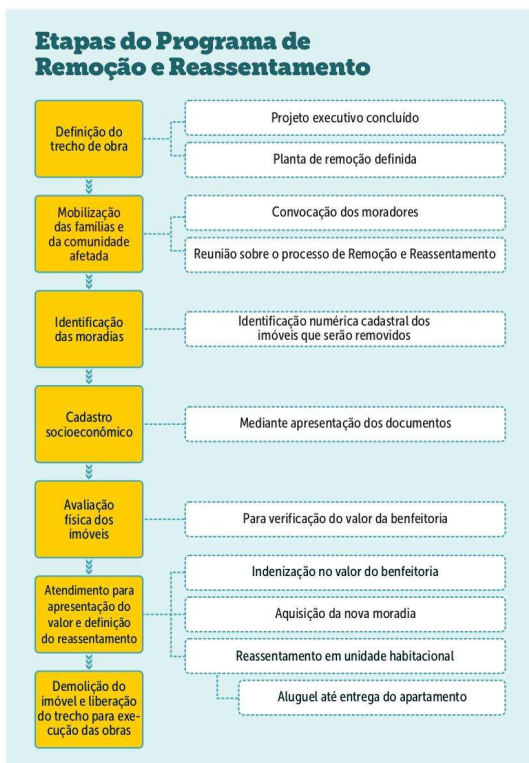 Etapas do Programa de
Remoção e Reassentamento
Definição do
trecho de obra
Projeto executivo concluído
Planta de remoção definida
Mobilização
das famílias e
da comunidade
afetada
Convocação dos moradores
Reunião sobre o processo de Remoção e Reassentamento
Identificação
das moradias
Identificação numérica cadastral dos
imóveis que serão removidos
Cadastro
socioeconômico
Mediante apresentação dos documentos
Avaliação
física dos
imóveis
Para verificação do valor da benfeitoria
Atendimento para
apresentação do
valor e definição
do reassentamento
Indenização no valor do benfeitoria
Aquisição da nova moradia
Reassentamento em unidade habitacional
Aluguel até entrega do apartamento
Demolição do
imóvel e liberação
do trecho para exe-
cução das obras